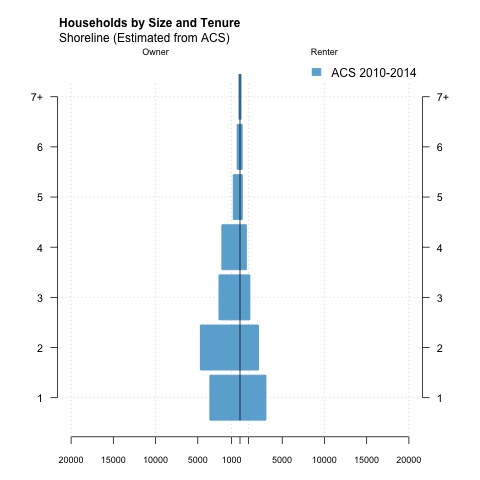 Households by Size and Tenure
Shoreline (Estimated from ACS)
Owner Renter
ACS 2010-2014
7+ 7+
6 6
5 5
4 4
3 3
2 2
1 1
20000 15000 10000 5000 1000 5000 10000 15000 20000